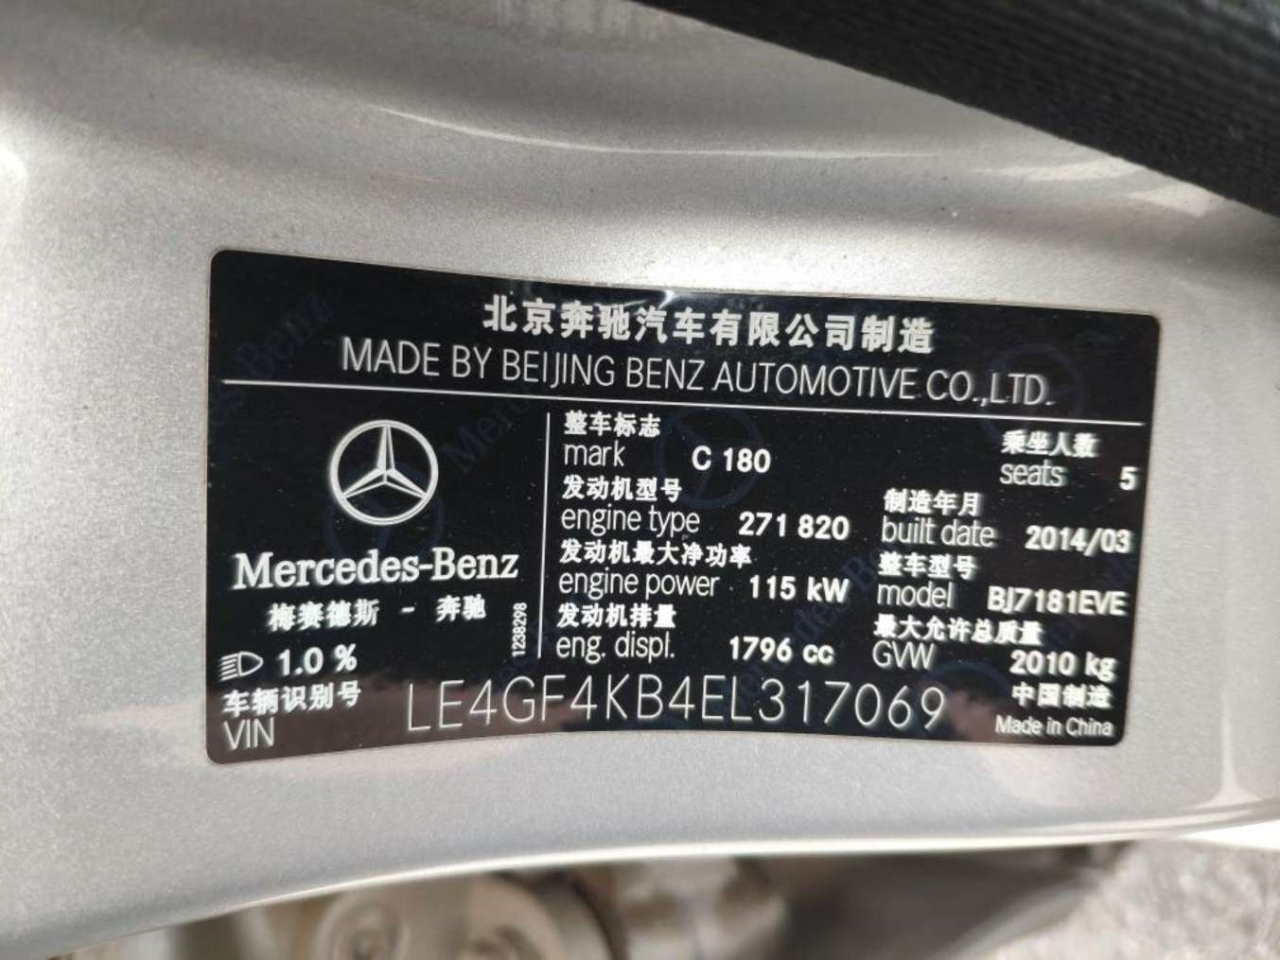 北京奔驰汽车有限公司制造
MADE BY BEIJING BENZ AUTOMOTIVE CO.,LTD.
Mercedes-Benz
梅赛德斯 - 奔驰
1238298
1.0 %
整车标志
mark C 180
乘坐人数
seats 5
发动机型号
engine type 271 820
制造年月
built date 2014/03
发动机最大净功率
engine power 115 kW
整车型号
model BJ7181EVE
发动机排量
eng. displ. 1796 cc
最大允许总质量
GVW 2010 kg
车辆识别号
VIN LE4GF4KB4EL317069
中国制造
Made in China